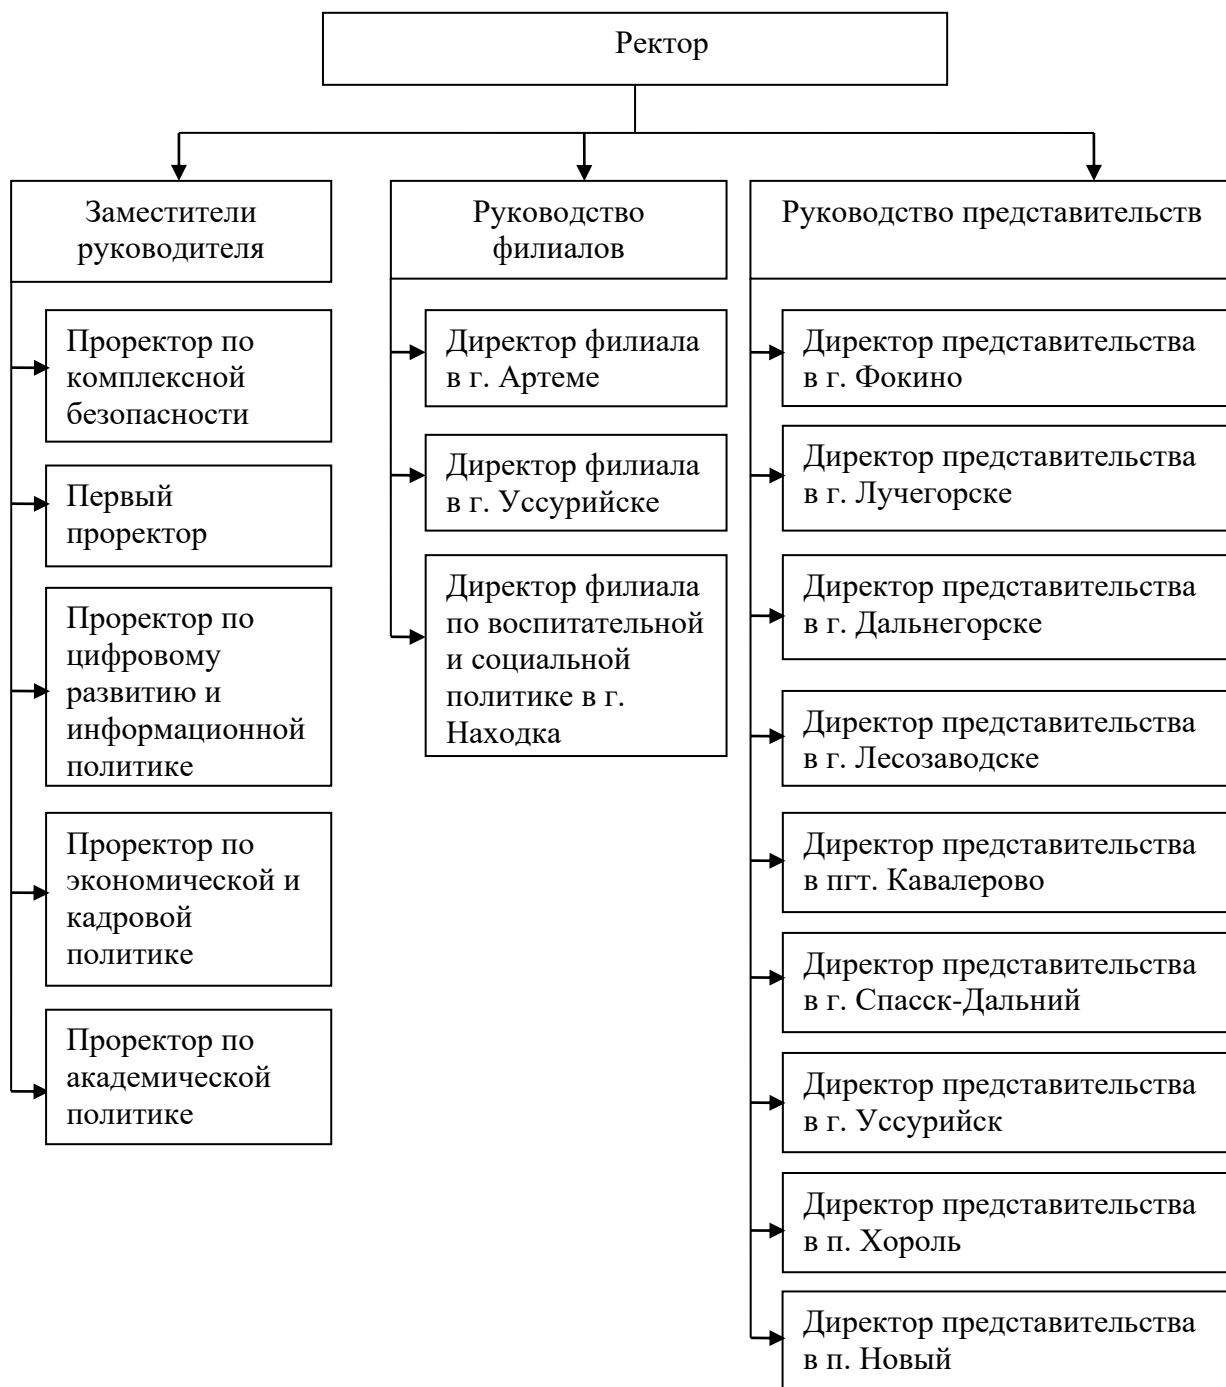 Ректор
Заместители
руководителя
Проректор по
комплексной
безопасности
Первый
проректор
Проректор по
цифровому
развитию и
информационной
политике
Проректор по
экономической и
кадровой
политике
Проректор по
академической
политике
Руководство
филиалов
Директор филиала
в г. Артеме
Директор филиала
в г. Уссурийске
Директор филиала
по воспитательной
и социальной
политике в г.
Находка
Руководство представительств
Директор представительства
в г. Фокино
Директор представительства
в г. Лучегорске
Директор представительства
в г. Дальнегорске
Директор представительства
в г. Лесозаводске
Директор представительства
в пгт. Кавалерово
Директор представительства
в г. Спасск-Дальний
Директор представительства
в г. Уссурийск
Директор представительства
в п. Хороль
Директор представительства
в п. Новый